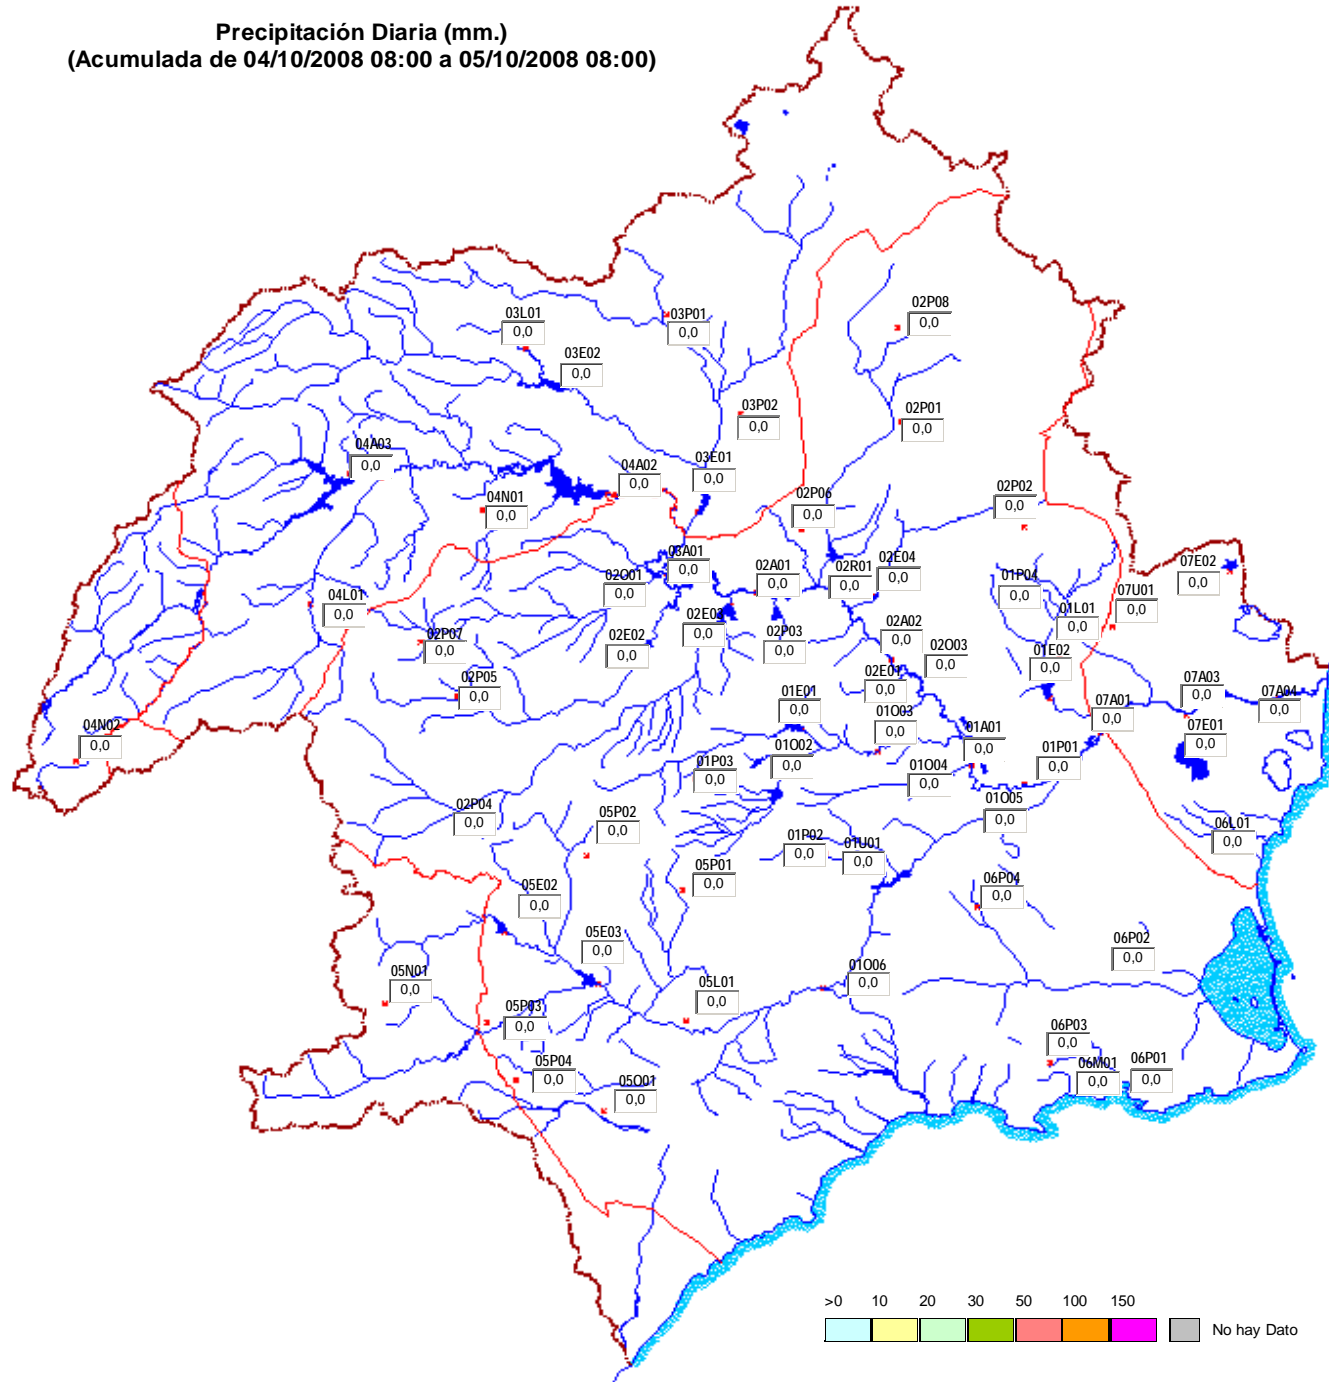 Precipitación Diaria (mm.)
(Acumulada de 04/10/2008 08:00 a 05/10/2008 08:00)
02P08
0,0
03L01
0,0
03P01
0,0
03E02
0,0
03P02
0,0
02P01
0,0
04A03
0,0
04A02
0,0
03E01
0,0
04N01
0,0
02P06
0,0
02P02
0,0
03A01
0,0
02O01
0,0
02A01
0,0
02R01
0,0
02E04
0,0
01P04
0,0
07E02
0,0
07U01
0,0
04L01
0,0
01L01
0,0
02P07
0,0
02E02
0,0
02E03
0,0
02P03
0,0
02A02
0,0
02O03
0,0
01E02
0,0
02P05
0,0
01E01
0,0
02E01
0,0
07A03
0,0
07A04
0,0
07A01
0,0
04N02
0,0
01O03
0,0
01A01
0,0
07E01
0,0
01P03
0,0
01O02
0,0
01O04
0,0
01P01
0,0
02P04
0,0
05P02
0,0
01O05
0,0
06L01
0,0
01P02
0,0
01U01
0,0
05P01
0,0
05E02
0,0
06P04
0,0
05E03
0,0
06P02
0,0
05N01
0,0
05L01
0,0
01O06
0,0
05P03
0,0
06P03
0,0
05P04
0,0
05O01
0,0
06M01
0,0
06P01
0,0
>0 10 20 30 50 100 150
No hay Dato